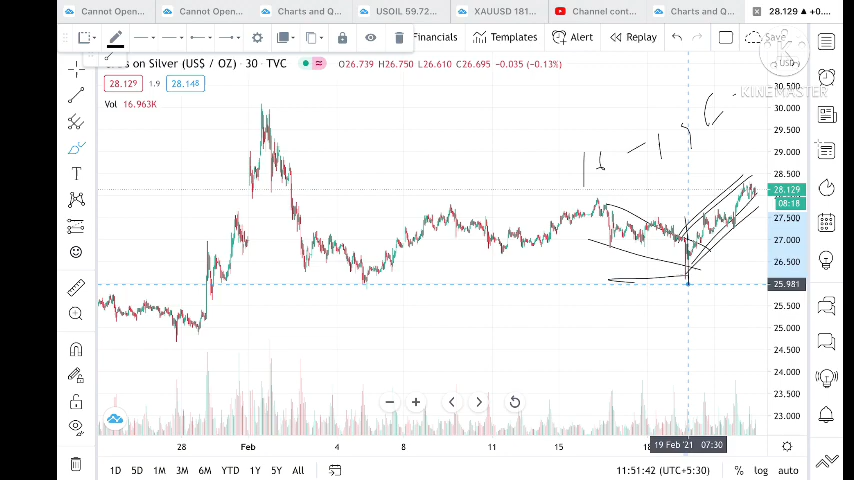 Cannot Open...
Cannot Open...
Charts and Q...
USOIL 59.72...
XAUUSD 181...
Channel cont...
Charts and Q...
28.129 ▲ +0...
Financials
Templates
Alert
Replay
Save
on Silver (US$ / OZ) · 30 · TVC
O26.739 H26.750 L26.610 C26.695 −0.035 (−0.13%)
USD
28.129
1.9
28.148
Vol 16.963K
KINEMASTER
30.500
30.000
29.500
29.000
28.500
28.129
08:18
27.500
27.000
26.500
25.981
25.500
25.000
24.500
24.000
23.500
23.000
28
Feb
4
8
11
15
19 Feb '21 07:30
1D
5D
1M
3M
6M
YTD
1Y
5Y
All
11:51:42 (UTC+5:30)
%
log
auto